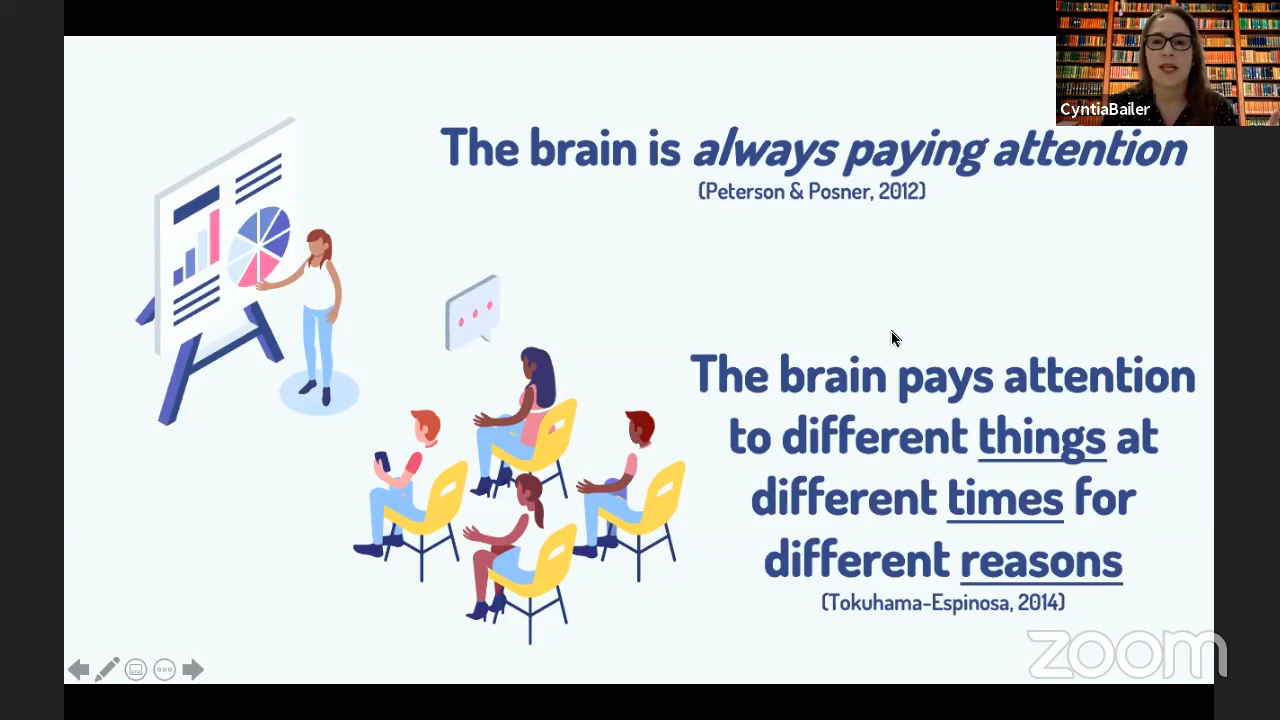 CyntiaBailer
The brain is always paying attention
(Peterson & Posner, 2012)
The brain pays attention
to different things at
different times for
different reasons
(Tokuhama-Espinosa, 2014)
zoom